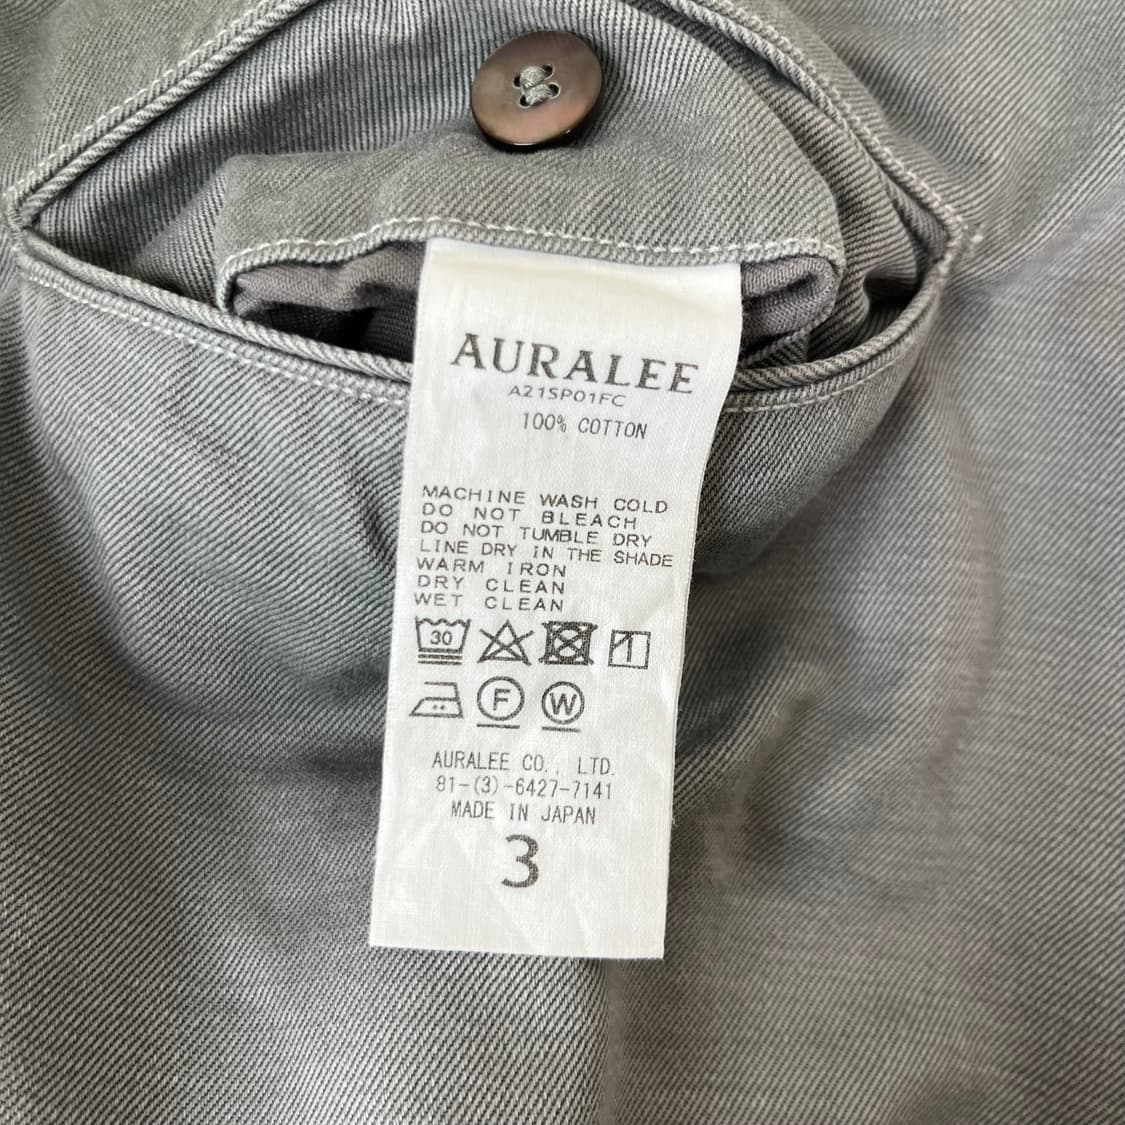 AURALEE
A21SP01FC
100% COTTON
MACHINE WASH COLD
DO NOT BLEACH
DO NOT TUMBLE DRY
LINE DRY IN THE SHADE
WARM IRON
DRY CLEAN
WET CLEAN
30
F W
AURALEE CO., LTD.
81-(3)-6427-7141
MADE IN JAPAN
3